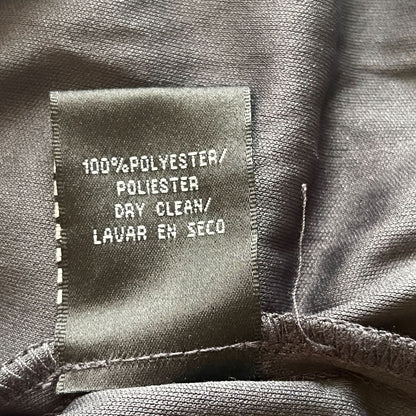 100%POLYESTER/
POLIESTER
DRY CLEAN/
LAVAR EN SECO